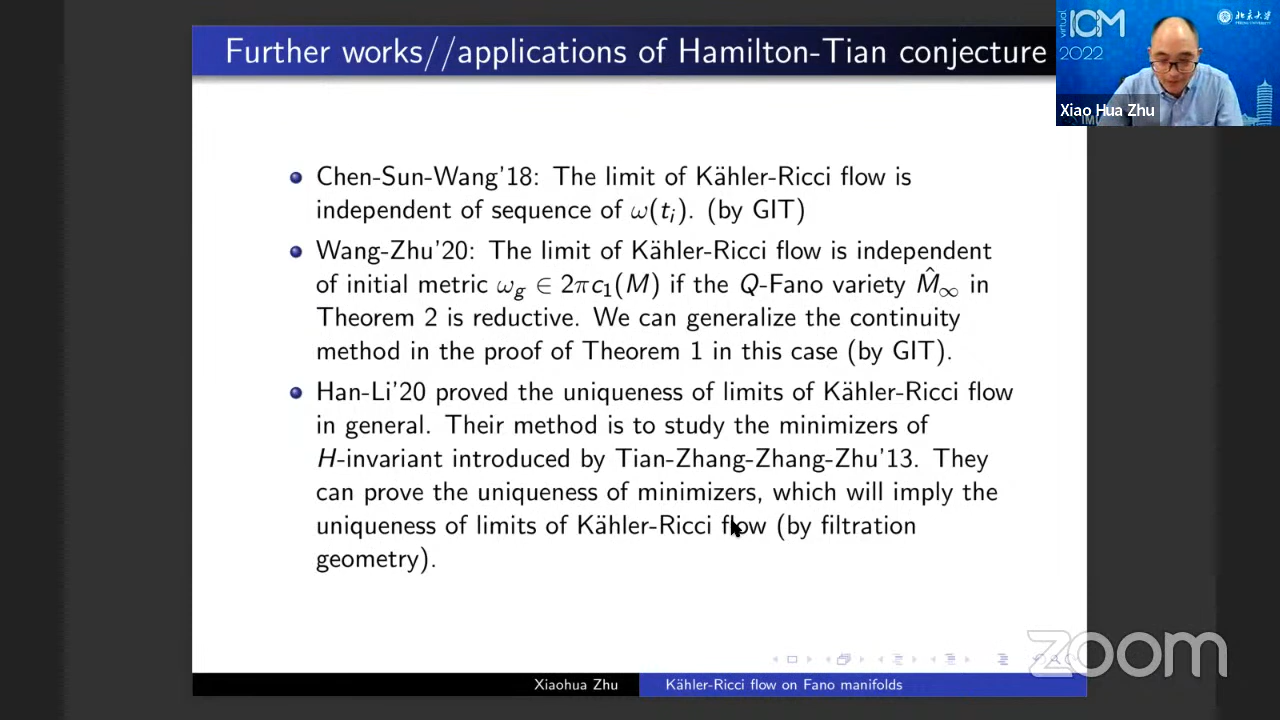 Further works//applications of Hamilton-Tian conjecture
Chen-Sun-Wang'18: The limit of Kähler-Ricci flow is
independent of sequence of ω(tᵢ). (by GIT)
Wang-Zhu'20: The limit of Kähler-Ricci flow is independent
of initial metric ω_g ∈ 2πc₁(M) if the Q-Fano variety M̂_∞ in
Theorem 2 is reductive. We can generalize the continuity
method in the proof of Theorem 1 in this case (by GIT).
Han-Li'20 proved the uniqueness of limits of Kähler-Ricci flow
in general. Their method is to study the minimizers of
H-invariant introduced by Tian-Zhang-Zhang-Zhu'13. They
can prove the uniqueness of minimizers, which will imply the
uniqueness of limits of Kähler-Ricci flow (by filtration
geometry).
Xiaohua Zhu
Kähler-Ricci flow on Fano manifolds
virtual
ICM
2022
北京大学
Xiao Hua Zhu
zoom